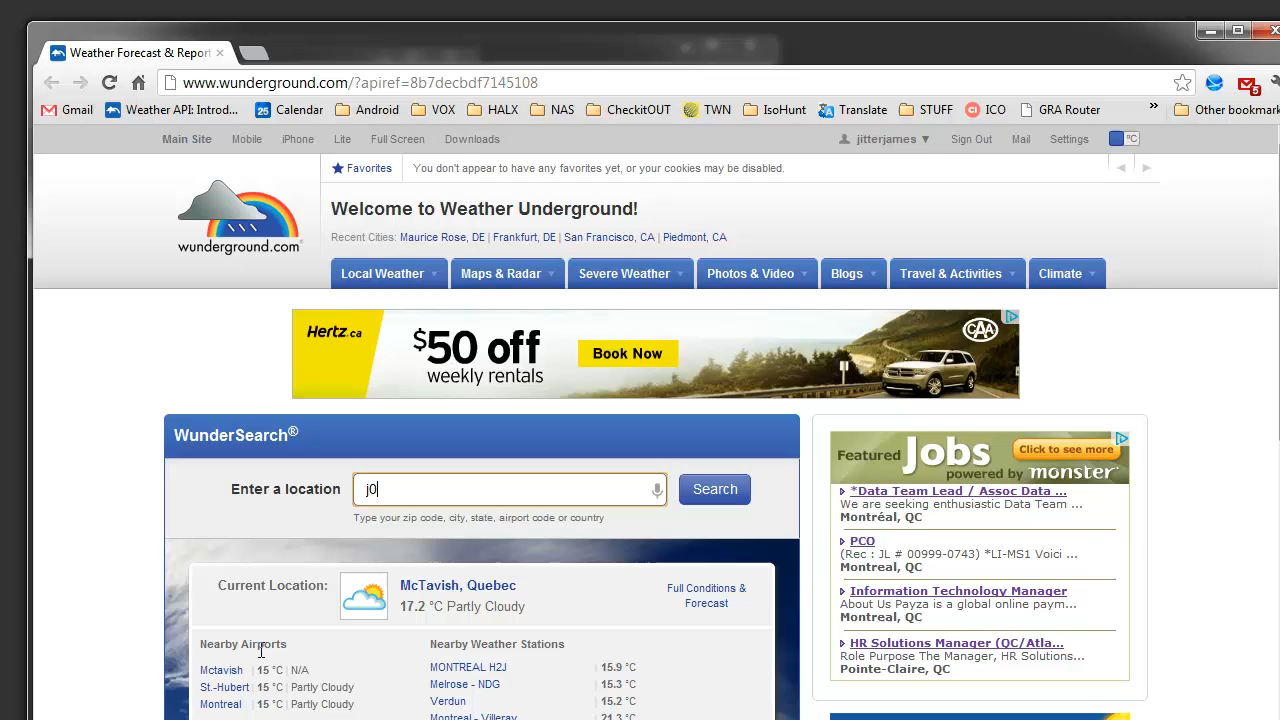 Weather Forecast & Report
www.wunderground.com/?apiref=8b7decbdf7145108
5
Gmail Weather API: Introd... 25 Calendar Android VOX HALX NAS CheckitOUT TWN IsoHunt Translate STUFF CI ICO GRA Router » Other bookmark
Main Site Mobile iPhone Lite Full Screen Downloads jitterjames ▼ Sign Out Mail Settings °C
Favorites You don't appear to have any favorites yet, or your cookies may be disabled.
wunderground.com
Welcome to Weather Underground!
Recent Cities: Maurice Rose, DE | Frankfurt, DE | San Francisco, CA | Piedmont, CA
Local Weather Maps & Radar Severe Weather Photos & Video Blogs Travel & Activities Climate
Hertz.ca
$50 off
weekly rentals
Book Now
CAA
WunderSearch®
Enter a location j0 Search
Type your zip code, city, state, airport code or country
Current Location: McTavish, Quebec
17.2 °C Partly Cloudy
Full Conditions &
Forecast
Nearby Airports
Mctavish 15 °C N/A
St.-Hubert 15 °C Partly Cloudy
Montreal 15 °C Partly Cloudy
Nearby Weather Stations
MONTREAL H2J 15.9 °C
Melrose - NDG 15.3 °C
Verdun 15.2 °C
Montreal - Villeray 21.3 °C
Featured Jobs
powered by monster
Click to see more
*Data Team Lead / Assoc Data ...
We are seeking enthusiastic Data Team ...
Montréal, QC
PCO
(Rec : JL # 00999-0743) *LI-MS1 Voici ...
Montreal, QC
Information Technology Manager
About Us Payza is a global online paym...
Montreal, QC
HR Solutions Manager (QC/Atla...
Role Purpose The Manager, HR Solutions...
Pointe-Claire, QC